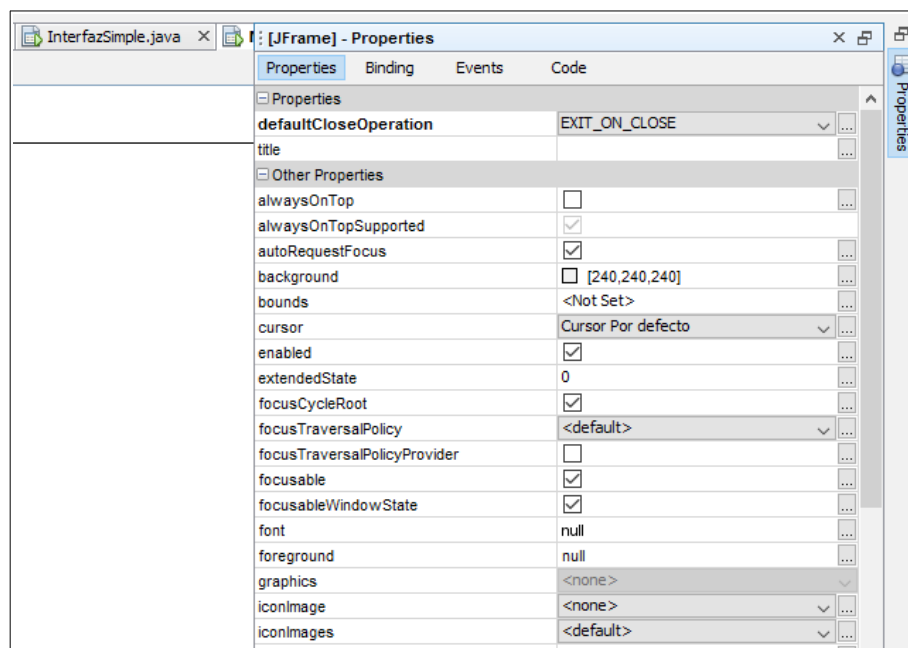 InterfazSimple.java
[JFrame] - Properties
Properties Binding Events Code
Properties
Properties
defaultCloseOperation EXIT_ON_CLOSE
title
Other Properties
alwaysOnTop
alwaysOnTopSupported
autoRequestFocus
background [240,240,240]
bounds <Not Set>
cursor Cursor Por defecto
enabled
extendedState 0
focusCycleRoot
focusTraversalPolicy <default>
focusTraversalPolicyProvider
focusable
focusableWindowState
font null
foreground null
graphics <none>
iconImage <none>
iconImages <default>